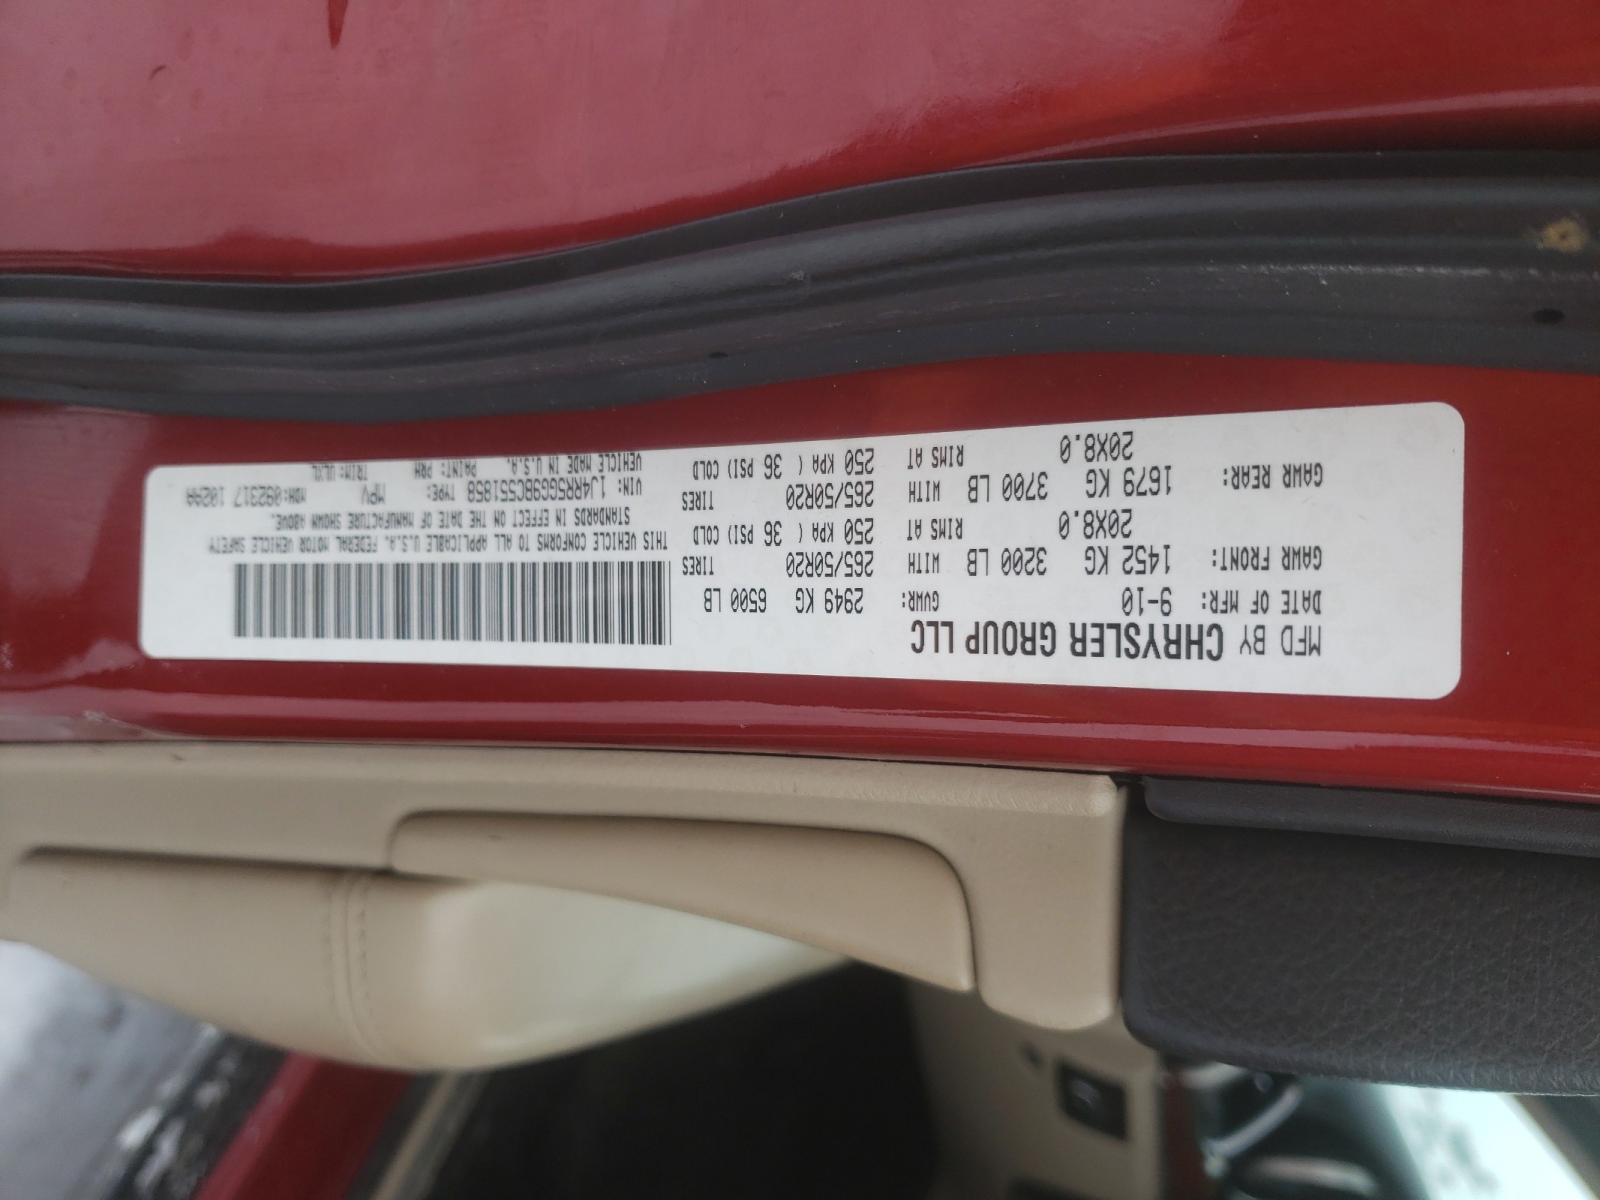 MFD BY CHRYSLER GROUP LLC
DATE OF MFR: 9-10 GVWR: 2949 KG 6500 LB
GAWR FRONT: 1452 KG 3200 LB WITH 265/50R20 TIRES
20X8.0 RIMS AT 250 KPA ( 36 PSI) COLD
GAWR REAR: 1679 KG 3700 LB WITH 265/50R20 TIRES
20X8.0 RIMS AT 250 KPA ( 36 PSI) COLD
THIS VEHICLE CONFORMS TO ALL APPLICABLE U.S.A. FEDERAL MOTOR VEHICLE SAFETY
STANDARDS IN EFFECT ON THE DATE OF MANUFACTURE SHOWN ABOVE.
VIN: 1J4RR5GG9BC551858 TYPE: MPV MDH:092317 102AA
VEHICLE MADE IN U.S.A. PAINT: PRH TRIM: